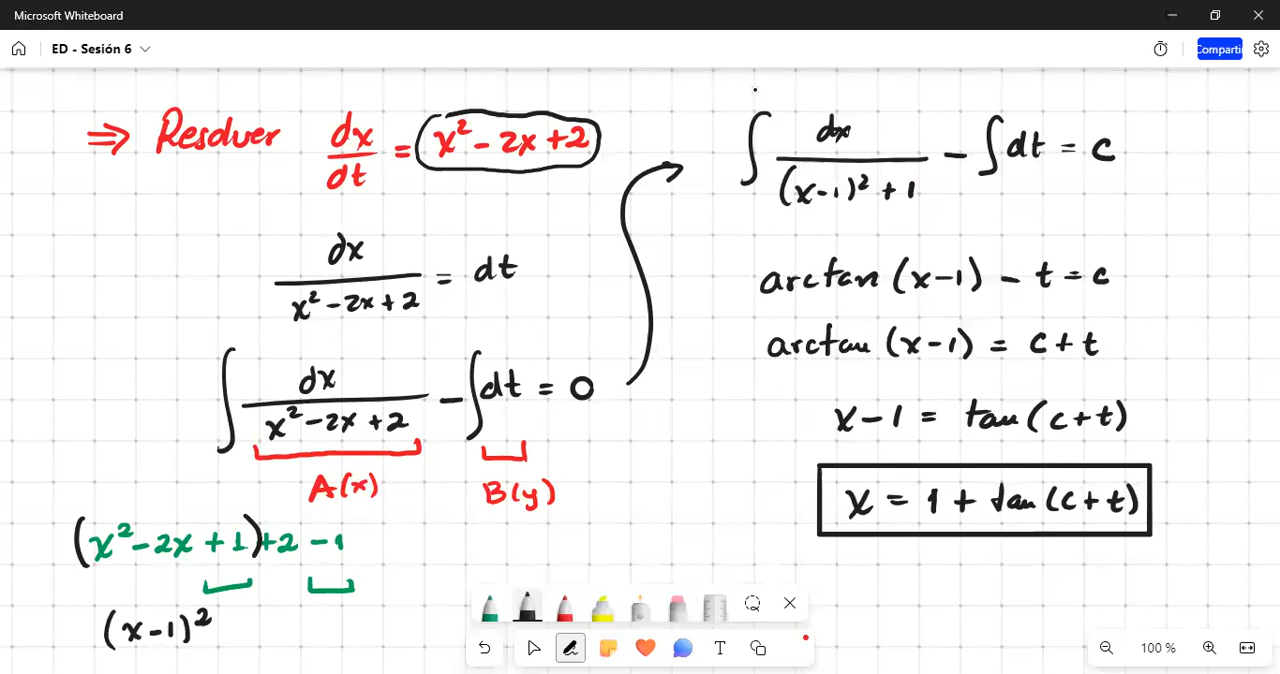 Microsoft Whiteboard
ED - Sesión 6
Compartir
⇒ Resolver dx/dt = x² - 2x + 2
dx/(x² - 2x + 2) = dt
∫ dx/(x² - 2x + 2) - ∫ dt = 0
A(x) B(y)
(x² - 2x + 1) + 2 - 1
(x-1)²
∫ dx/((x-1)² + 1) - ∫ dt = c
arctan (x-1) - t = c
arctan (x-1) = c + t
x - 1 = tan (c + t)
x = 1 + tan (c + t)
T
100 %